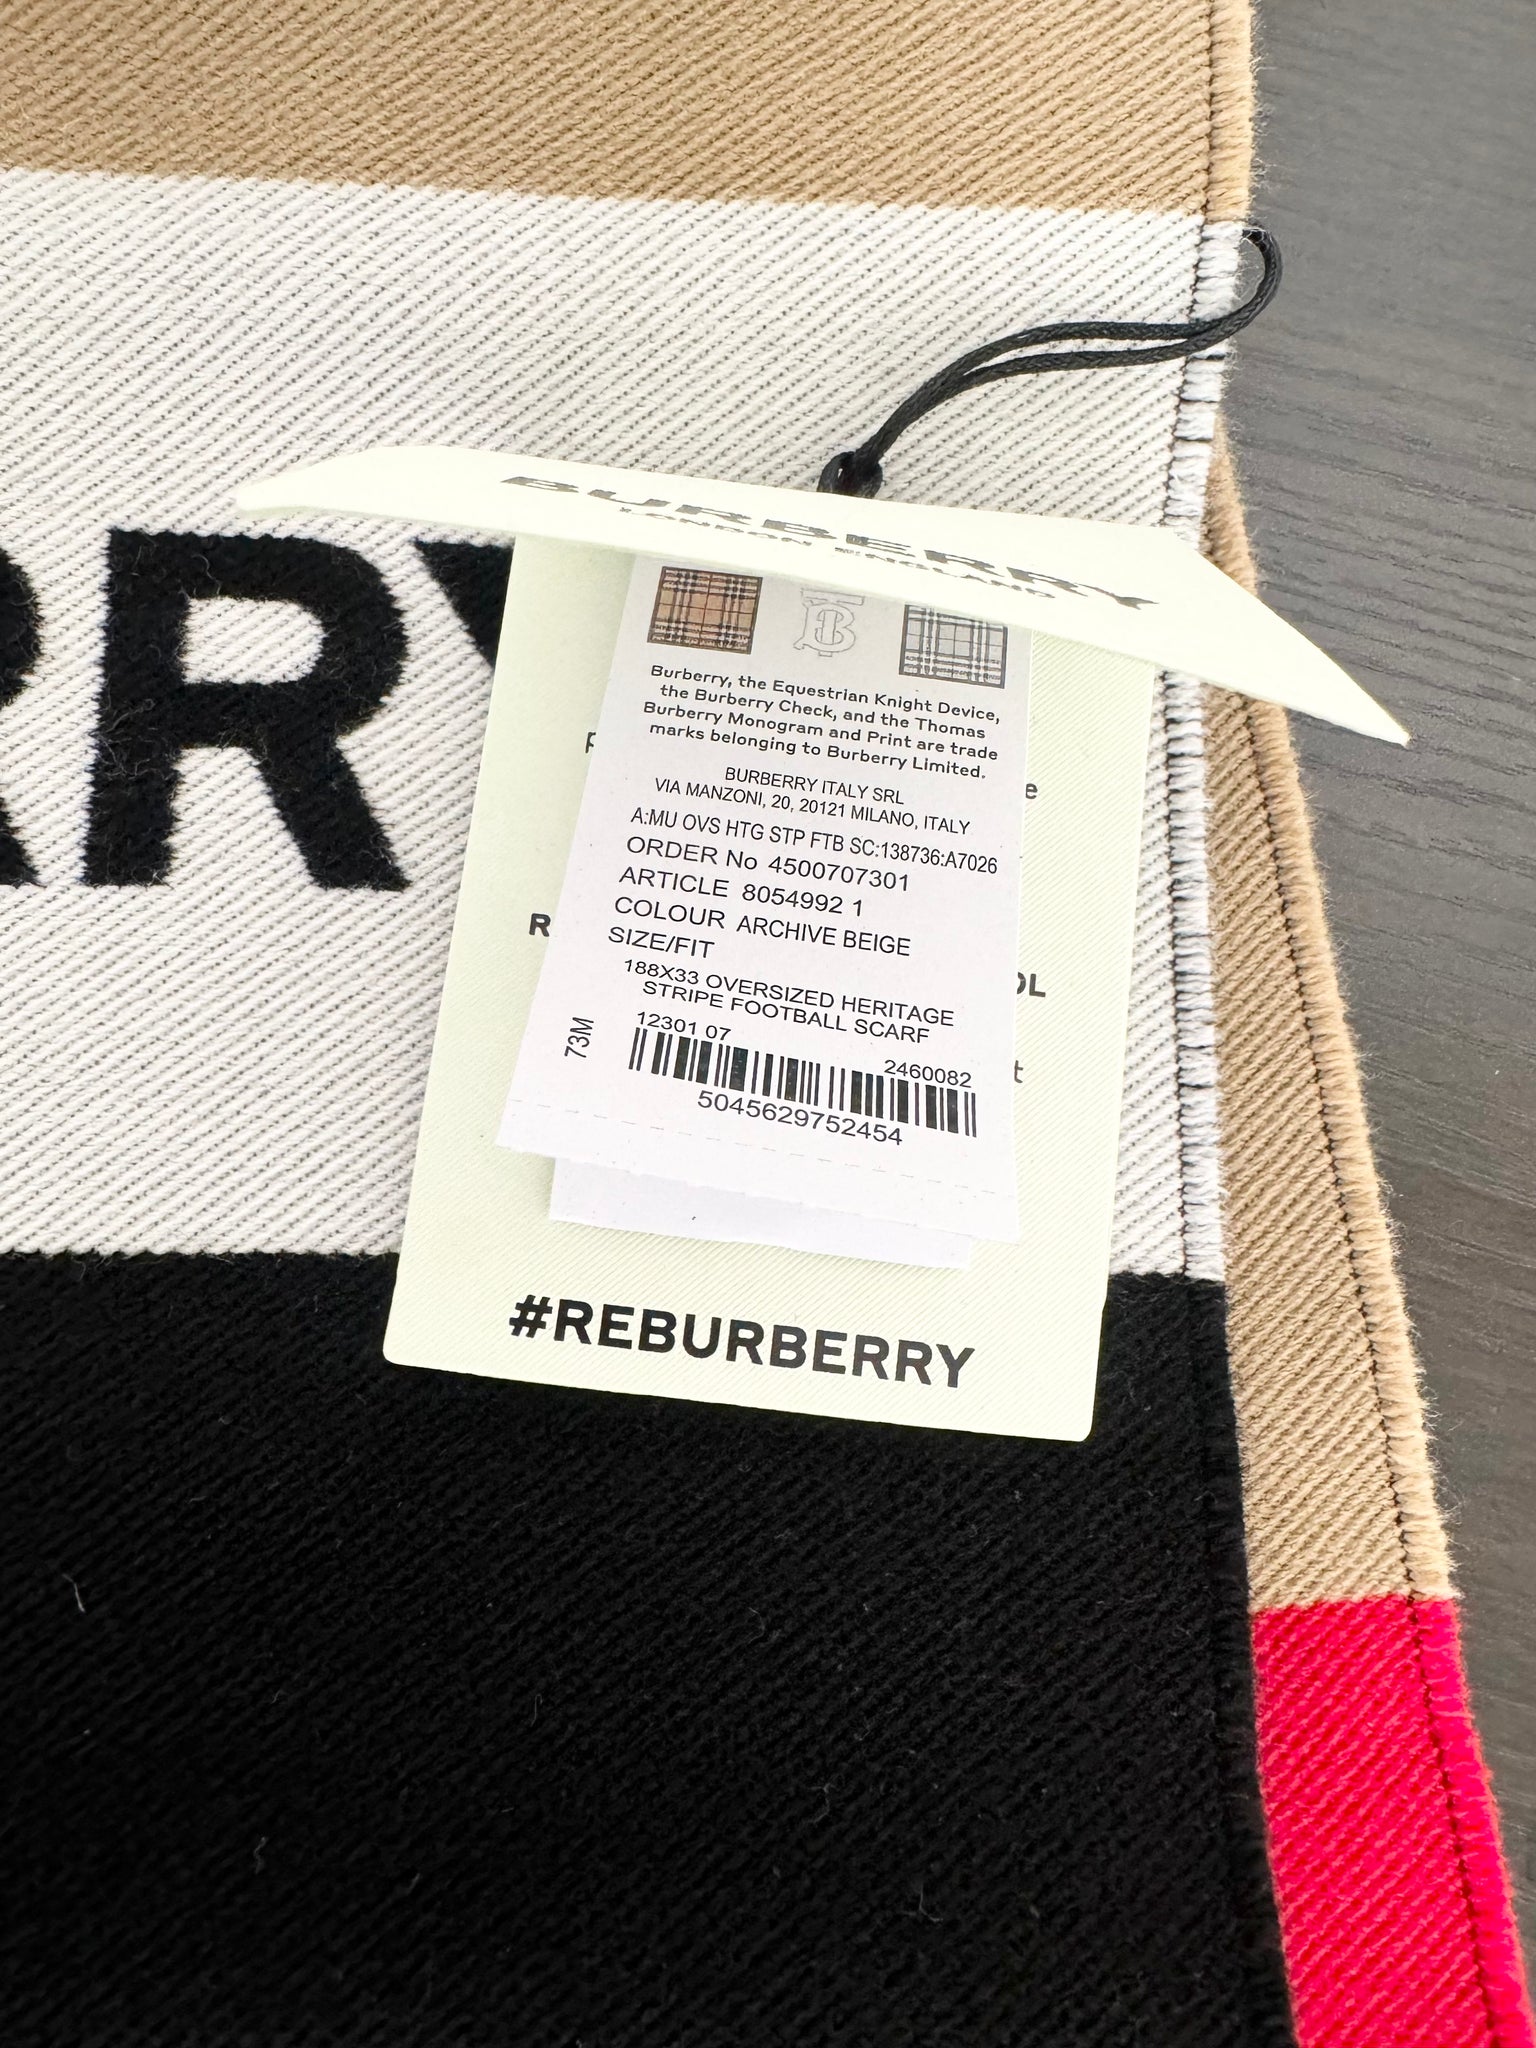 BURBERRY
LONDON ENGLAND
RRY
Burberry, the Equestrian Knight Device,
the Burberry Check, and the Thomas
Burberry Monogram and Print are trade
marks belonging to Burberry Limited.
BURBERRY ITALY SRL
VIA MANZONI, 20, 20121 MILANO, ITALY
A:MU OVS HTG STP FTB SC:138736:A7026
ORDER No 4500707301
ARTICLE 8054992 1
COLOUR ARCHIVE BEIGE
SIZE/FIT
188X33 OVERSIZED HERITAGE
STRIPE FOOTBALL SCARF
73M
12301 07
2460082
5045629752454
#REBURBERRY